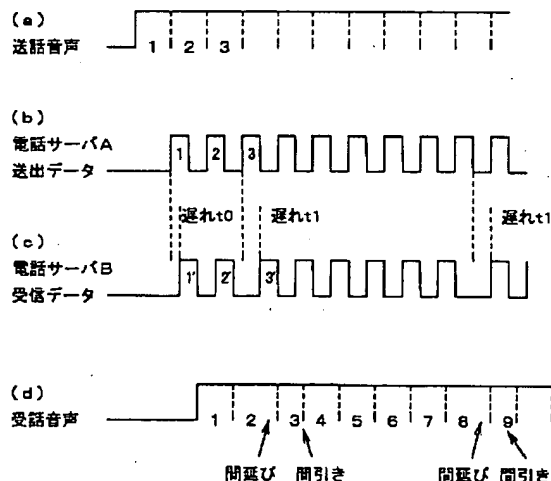 (a)
送話音声
1 2 3
(b)
電話サーバA
送出データ
1 2 3
遅れt0 遅れt1 遅れt1
(c)
電話サーバB
受信データ
1' 2' 3'
(d)
受話音声
1 2 3 4 5 6 7 8 9
間延び 間引き 間延び 間引き